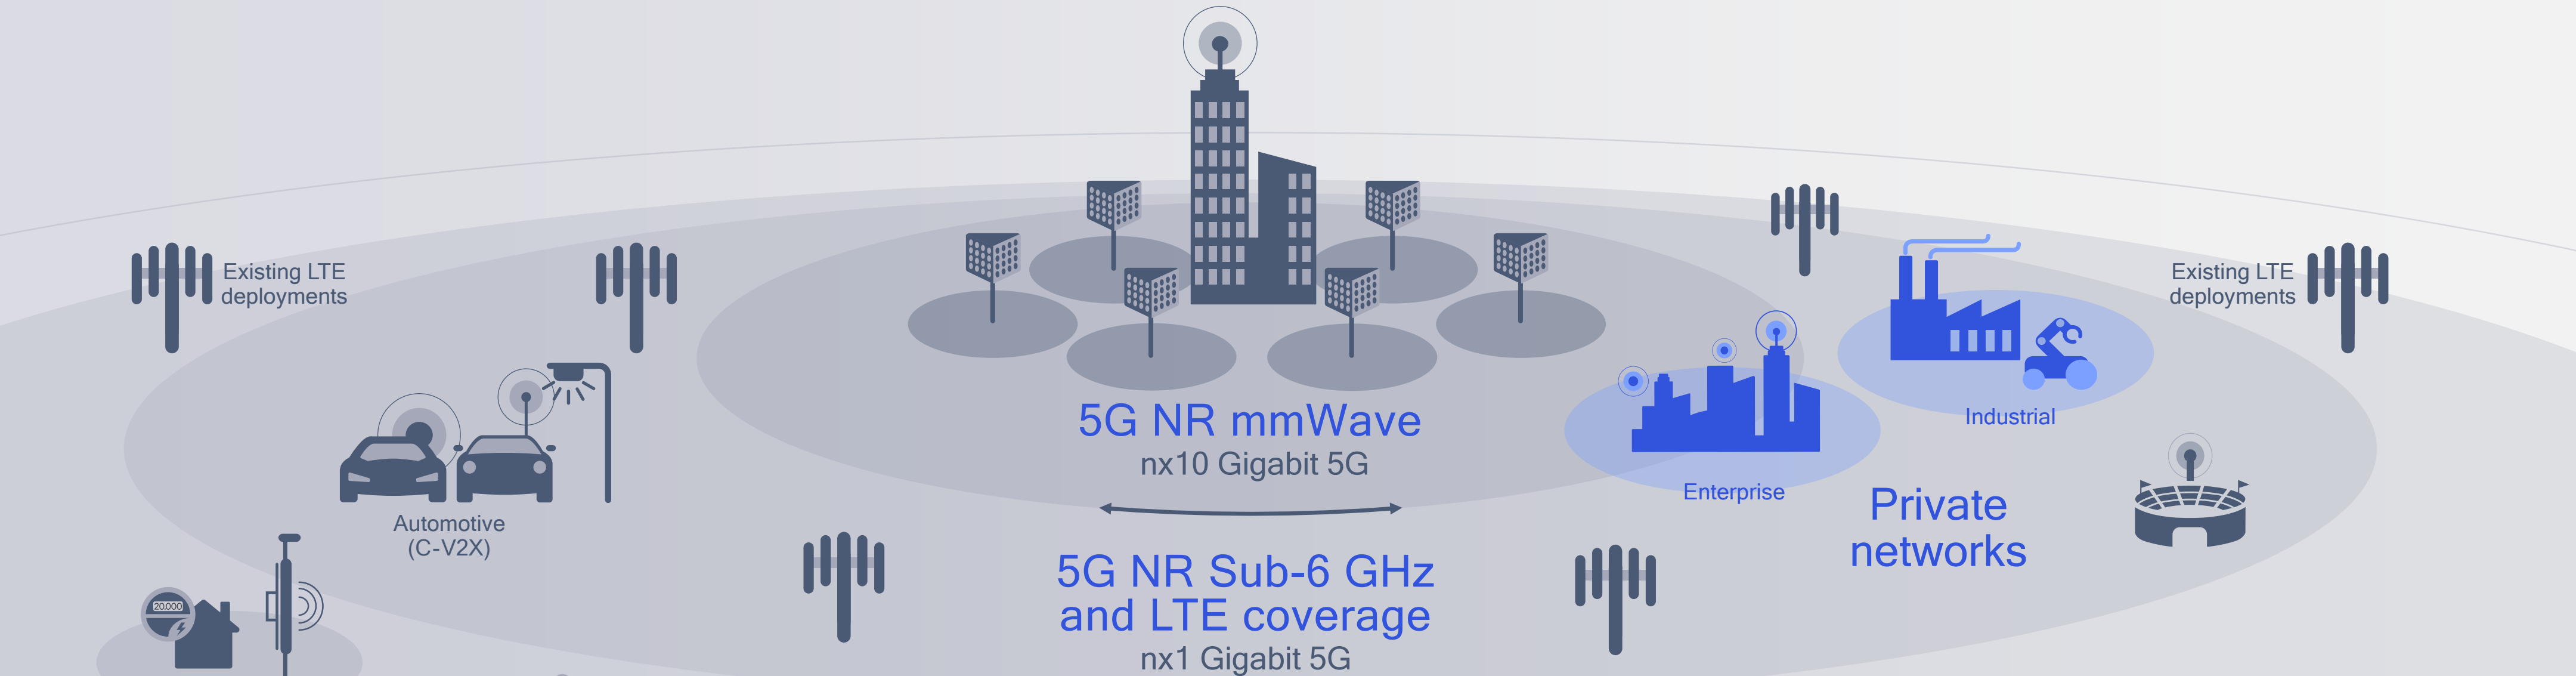 Existing LTE
deployments
Existing LTE
deployments
5G NR mmWave
nx10 Gigabit 5G
Industrial
Enterprise
Private
networks
Automotive
(C-V2X)
5G NR Sub-6 GHz
and LTE coverage
nx1 Gigabit 5G
20.000